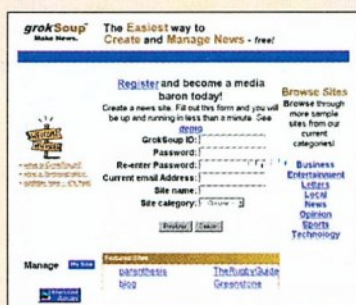 grokSoup™
Make News.
The Easiest way to
Create and Manage News - free!
Register and become a media
baron today!
Create a news site. Fill out this form and you will
be up and running in less than a minute. See
demo
GrokSoup ID:
Password:
Re-enter Password:
Current email Address:
Site name:
Site category:
Browse Sites
Browse through
more sample
sites from our
current
categories!
Business
Entertainment
Letters
Local
News
Opinion
Sports
Technology
Manage
Featured Sites
parenthesis
TheRugbyGuide
blog
Greenstone